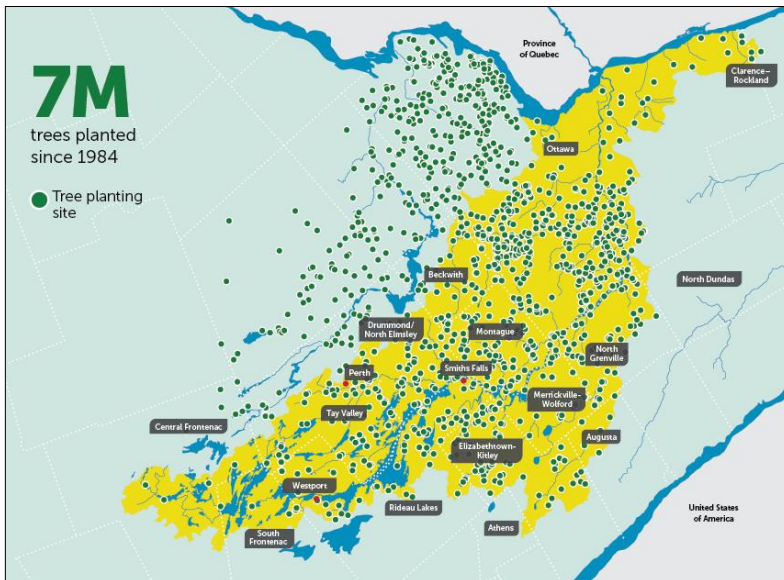 7M
trees planted
since 1984
Tree planting
site
Province
of Quebec
Clarence–
Rockland
Ottawa
Beckwith
North Dundas
Drummond/
North Elmsley
Montague
North
Grenville
Perth
Smiths Falls
Merrickville-
Wolford
Tay Valley
Central Frontenac
Augusta
Elizabethtown-
Kitley
Westport
Rideau Lakes
Athens
South
Frontenac
United States
of America